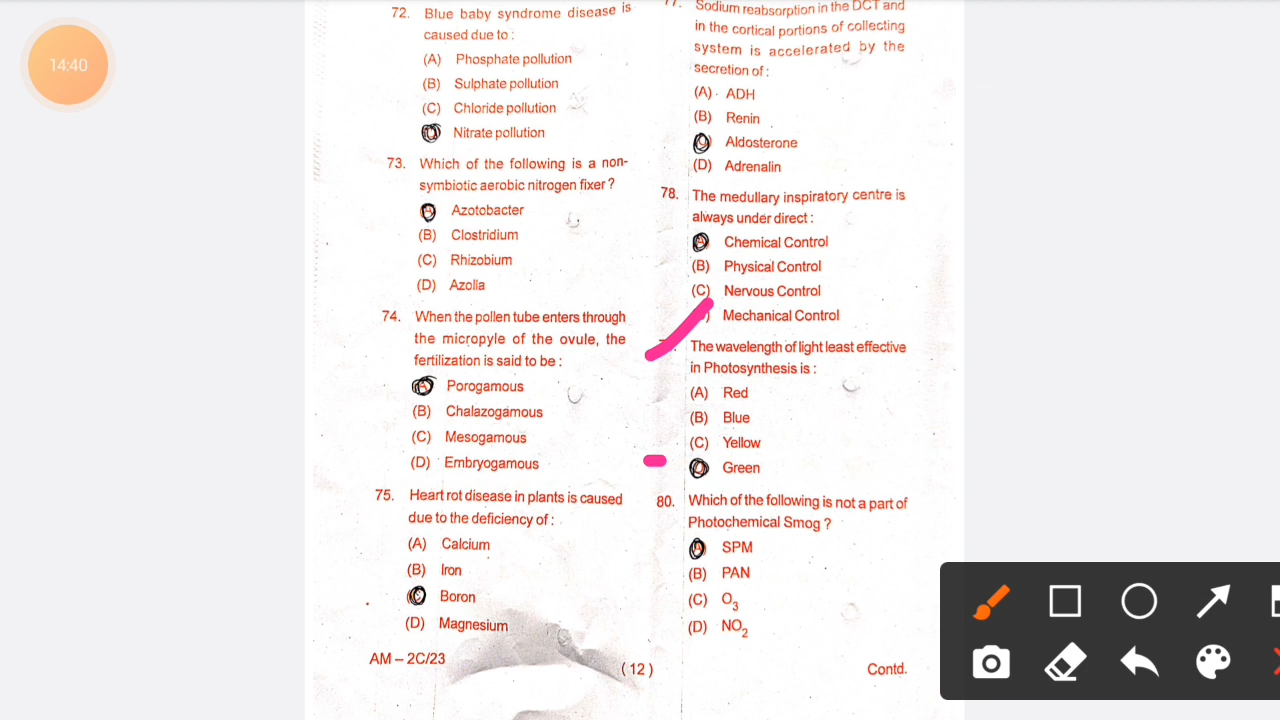 14:40
72. Blue baby syndrome disease is
caused due to :
(A) Phosphate pollution
(B) Sulphate pollution
(C) Chloride pollution
Nitrate pollution
73. Which of the following is a non-
symbiotic aerobic nitrogen fixer ?
Azotobacter
(B) Clostridium
(C) Rhizobium
(D) Azolla
74. When the pollen tube enters through
the micropyle of the ovule, the
fertilization is said to be :
Porogamous
(B) Chalazogamous
(C) Mesogamous
(D) Embryogamous
75. Heart rot disease in plants is caused
due to the deficiency of :
(A) Calcium
(B) Iron
Boron
(D) Magnesium
AM – 2C/23
(12)
77. Sodium reabsorption in the DCT and
in the cortical portions of collecting
system is accelerated by the
secretion of :
(A) ADH
(B) Renin
Aldosterone
(D) Adrenalin
78. The medullary inspiratory centre is
always under direct :
Chemical Control
(B) Physical Control
(C) Nervous Control
Mechanical Control
The wavelength of light least effective
in Photosynthesis is :
(A) Red
(B) Blue
(C) Yellow
Green
80. Which of the following is not a part of
Photochemical Smog ?
SPM
(B) PAN
(C) O3
(D) NO2
Contd.